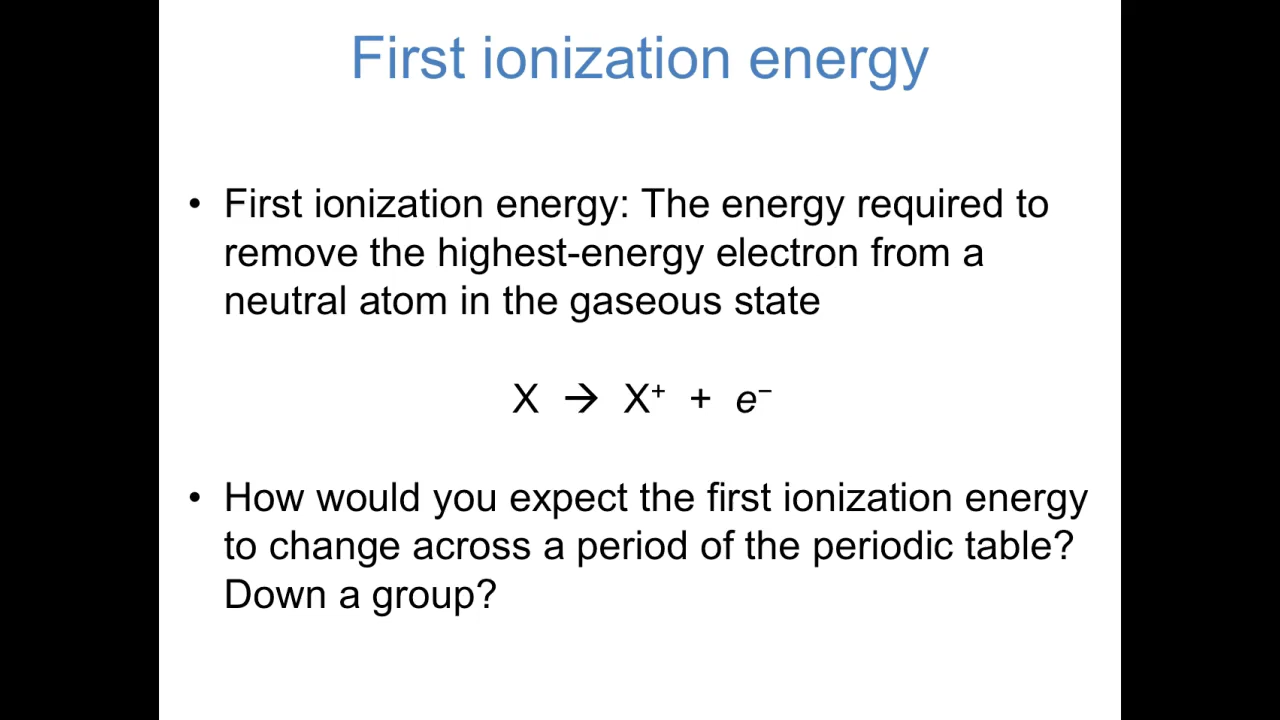 First ionization energy
• First ionization energy: The energy required to
remove the highest-energy electron from a
neutral atom in the gaseous state
X → X⁺ + e⁻
• How would you expect the first ionization energy
to change across a period of the periodic table?
Down a group?